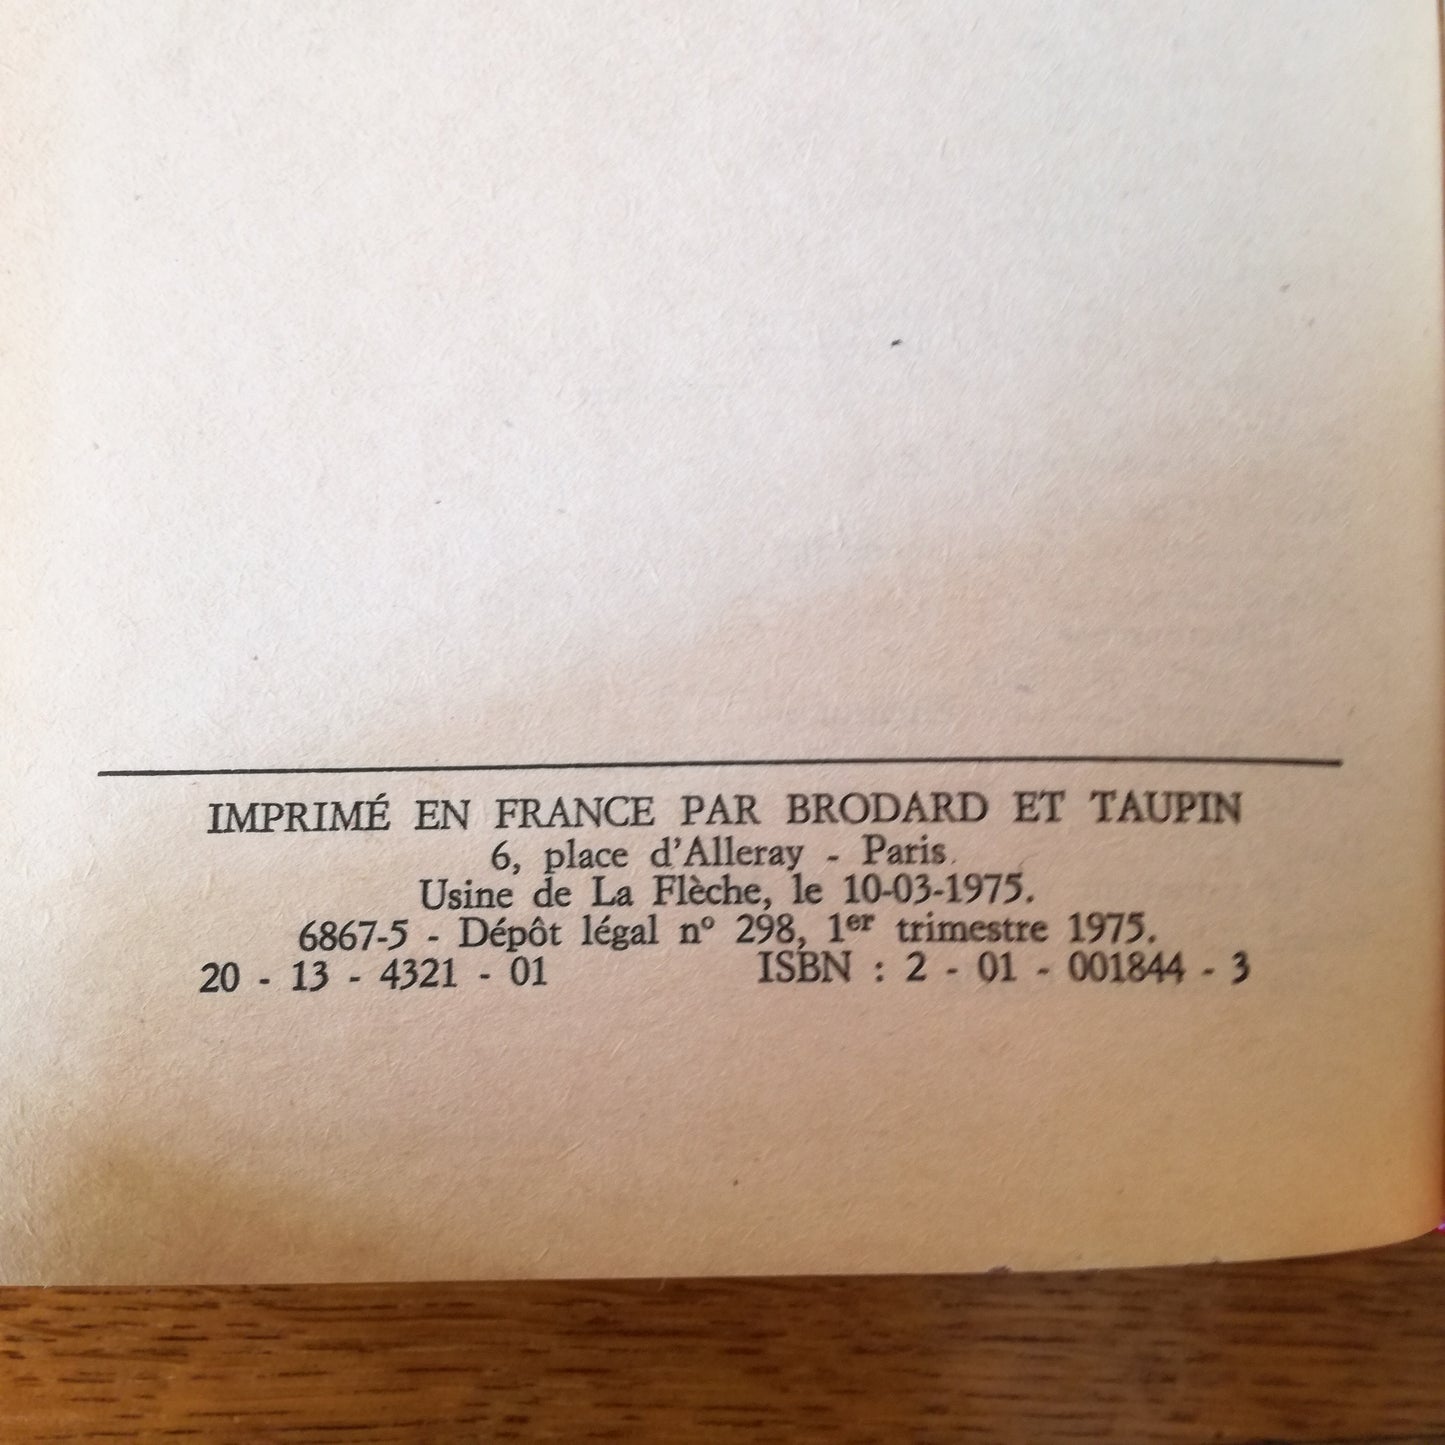 IMPRIMÉ EN FRANCE PAR BRODARD ET TAUPIN
6, place d'Alleray - Paris.
Usine de La Flèche, le 10-03-1975.
6867-5 - Dépôt légal nº 298, 1er trimestre 1975.
20 - 13 - 4321 - 01 ISBN : 2 - 01 - 001844 - 3